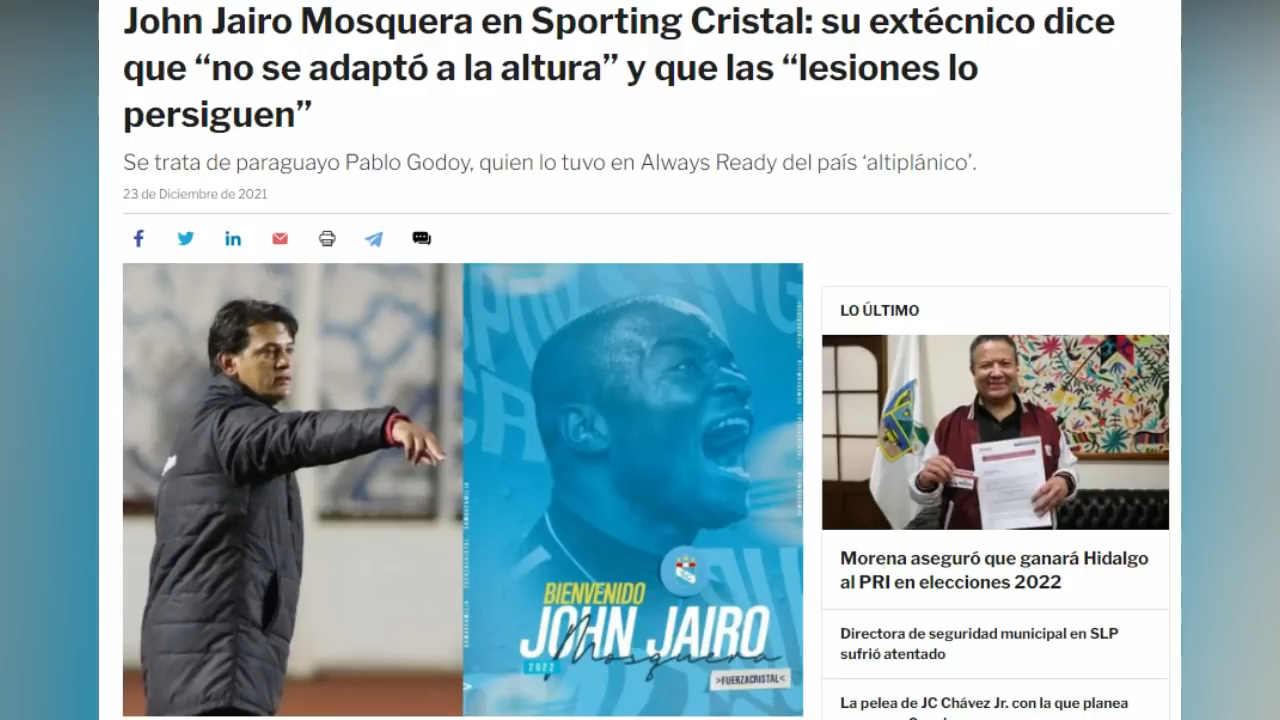 John Jairo Mosquera en Sporting Cristal: su extécnico dice
que “no se adaptó a la altura” y que las “lesiones lo
persiguen”
Se trata de paraguayo Pablo Godoy, quien lo tuvo en Always Ready del país ‘altiplánico’.
23 de Diciembre de 2021
BIENVENIDO
JOHN JAIRO
Mosquera
2022
>FUERZACRISTAL<
LO ÚLTIMO
Morena aseguró que ganará Hidalgo
al PRI en elecciones 2022
Directora de seguridad municipal en SLP
sufrió atentado
La pelea de JC Chávez Jr. con la que planea